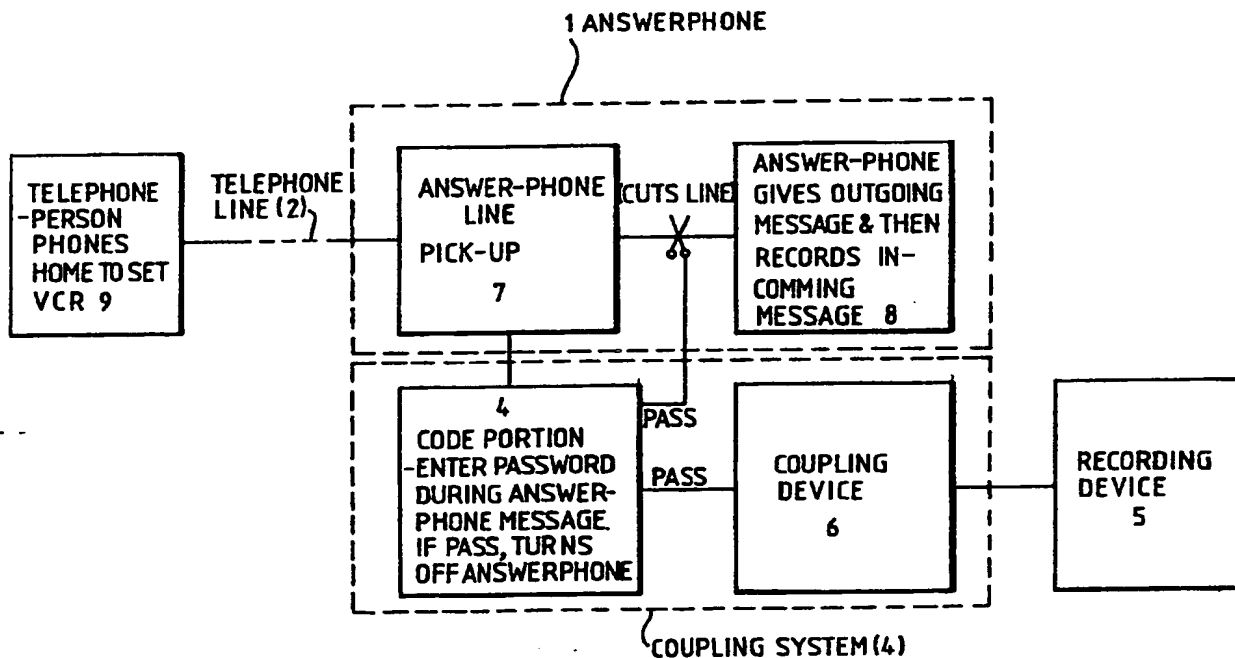 1 ANSWERPHONE
TELEPHONE
-PERSON
PHONES
HOME TO SET
VCR 9
TELEPHONE
LINE (2)
ANSWER-PHONE
LINE
PICK-UP
7
(CUTS LINE)
ANSWER-PHONE
GIVES OUTGOING
MESSAGE & THEN
RECORDS IN-
COMMING
MESSAGE 8
4
CODE PORTION
-ENTER PASSWORD
DURING ANSWER-
PHONE MESSAGE.
IF PASS, TURNS
OFF ANSWERPHONE
PASS
PASS
COUPLING
DEVICE
6
RECORDING
DEVICE
5
COUPLING SYSTEM (4)